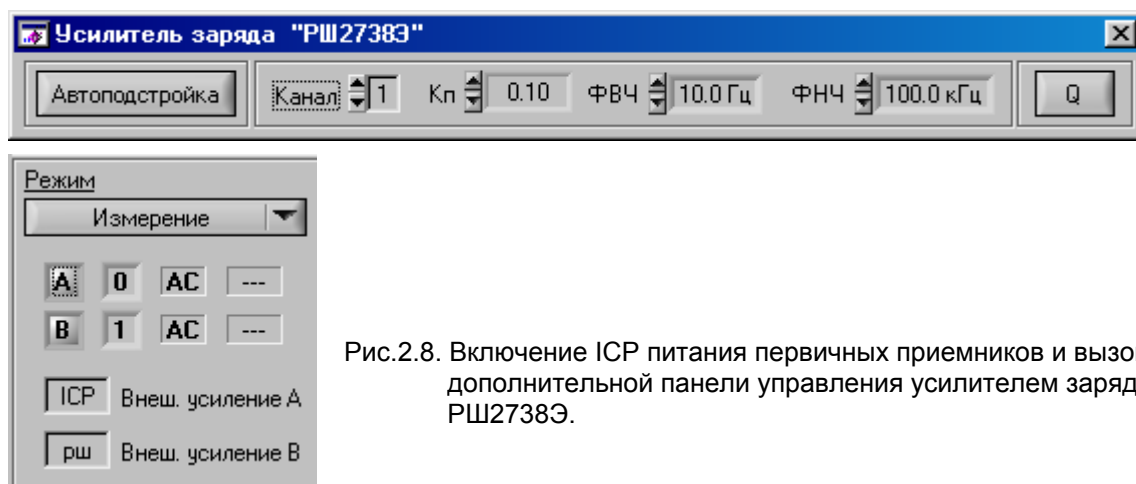 Усилитель заряда "РШ2738Э"
Автоподстройка Канал 1 Кп 0.10 ФВЧ 10.0 Гц ФНЧ 100.0 кГц Q
Режим
Измерение
A 0 AC ---
B 1 AC ---
ICP Внеш. усиление А
рш Внеш. усиление В
Рис.2.8. Включение ICP питания первичных приемников и
дополнительной панели управления усилителем
РШ2738Э.